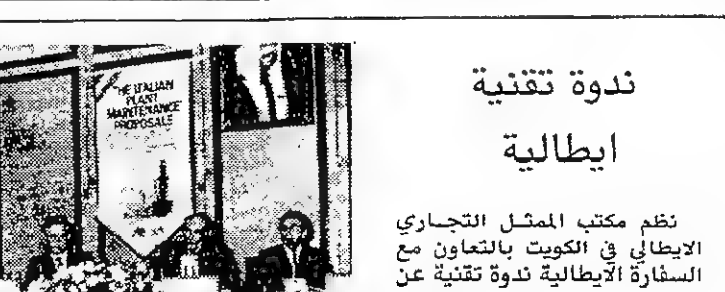 ندوة تقنية
ايطالية
نظم مكتب الممثل التجاري
الايطالي في الكويت بالتعاون مع
السفارة الايطالية ندوة تقنية عن
THE ITALIAN
PLANT
MAINTENANCE
PROPOSALE